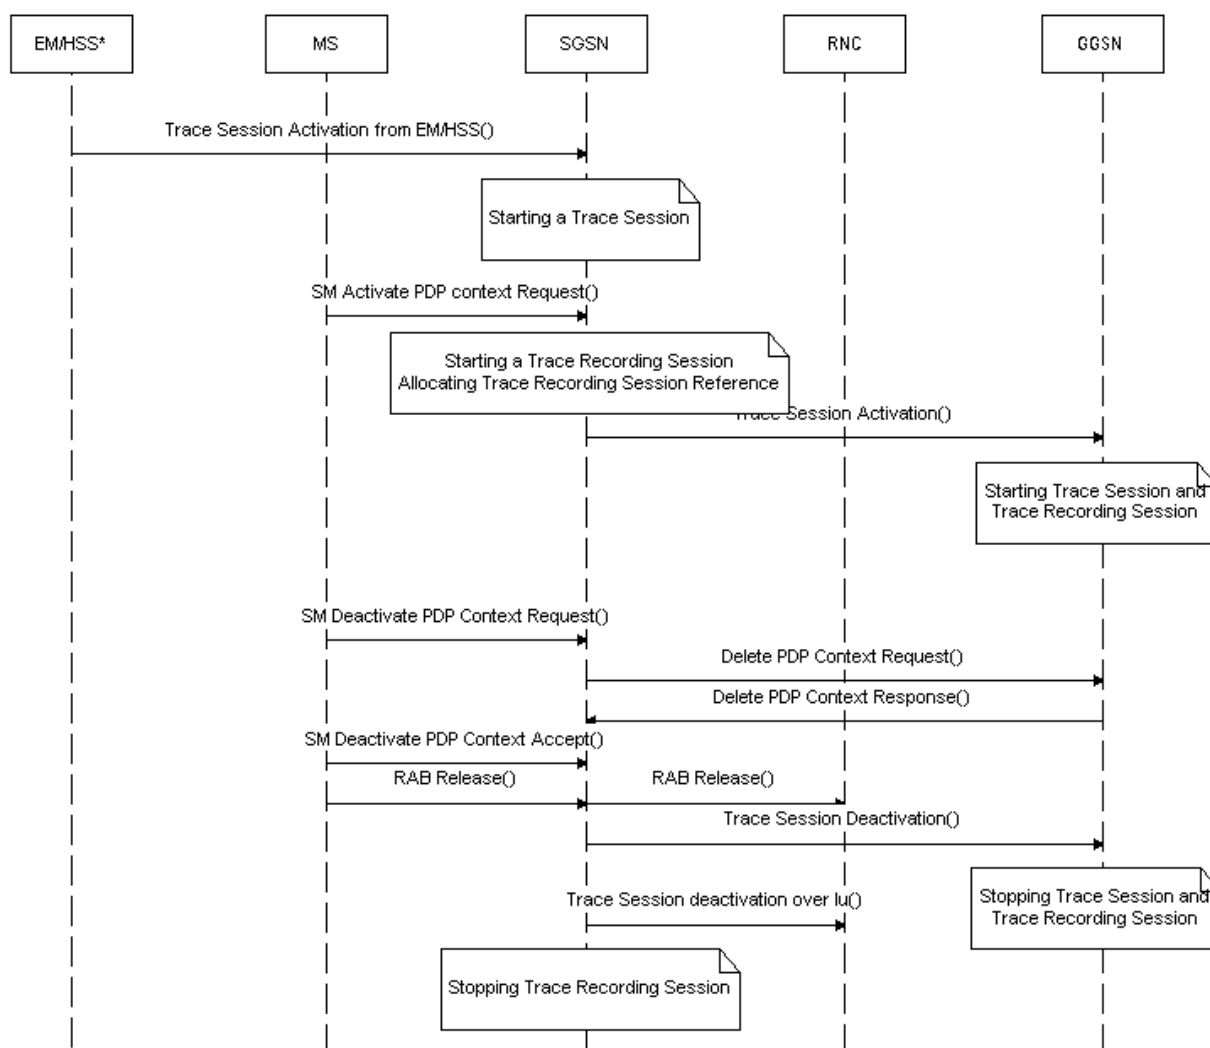 EM/HSS*
MS
SGSN
RNC
GGSN
Trace Session Activation from EM/HSS()
Starting a Trace Session
SM Activate PDP context Request()
Starting a Trace Recording Session
Allocating Trace Recording Session Reference
Trace Session Activation()
Starting Trace Session and
Trace Recording Session
SM Deactivate PDP Context Request()
Delete PDP Context Request()
Delete PDP Context Response()
SM Deactivate PDP Context Accept()
RAB Release()
RAB Release()
Trace Session Deactivation()
Stopping Trace Session and
Trace Recording Session
Trace Session deactivation over Iu()
Stopping Trace Recording Session